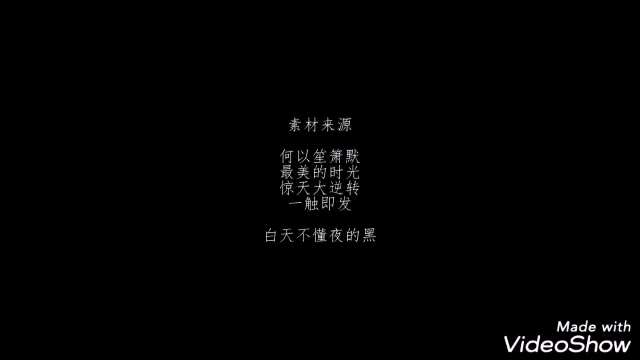 素材来源
何以笙箫默
最美的时光
惊天大逆转
一触即发
白天不懂夜的黑
Made with
VideoShow